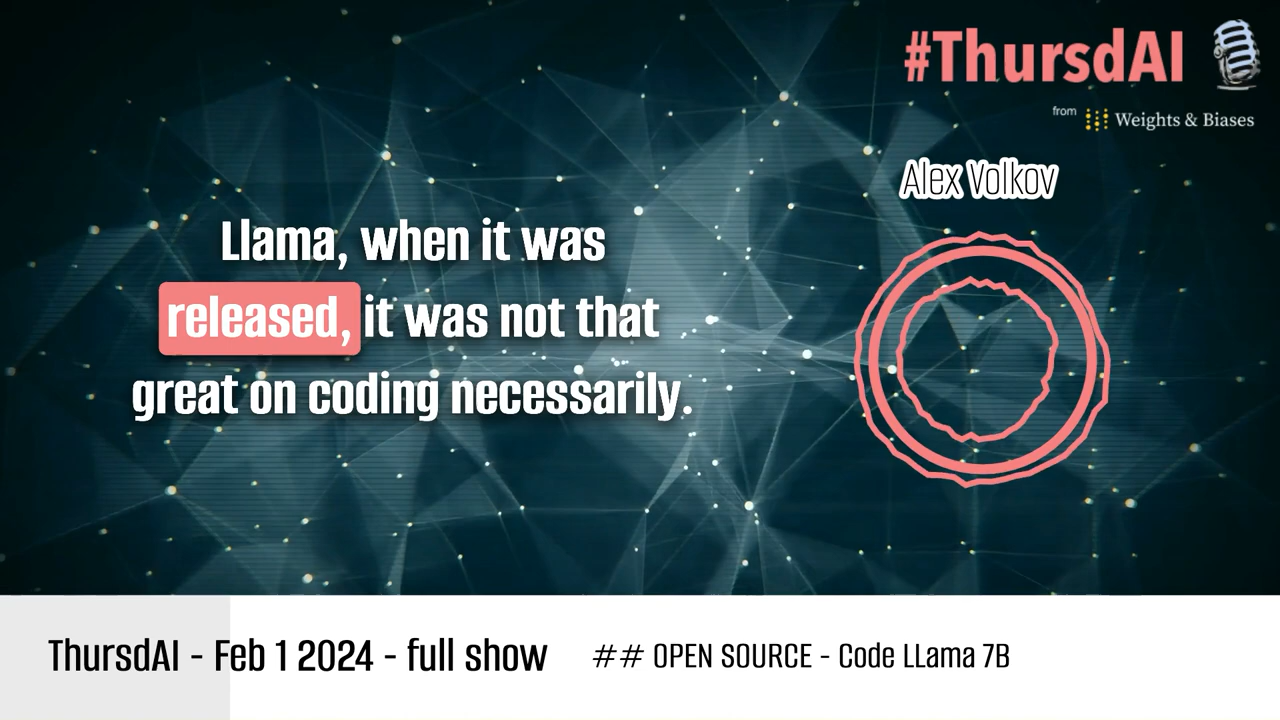 #ThursdAI
from Weights & Biases
Alex Volkov
Llama, when it was
released, it was not that
great on coding necessarily.
ThursdAI - Feb 1 2024 - full show
## OPEN SOURCE - Code LLama 7B